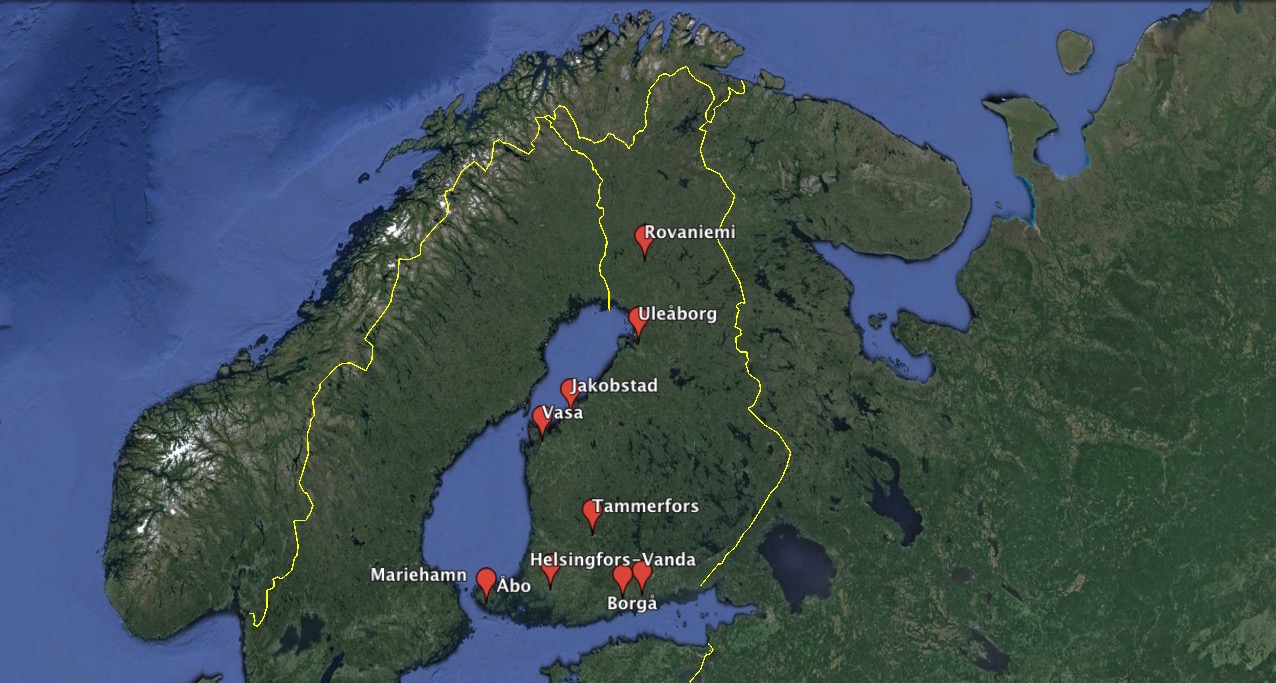 Rovaniemi
Uleåborg
Jakobstad
Vasa
Tammerfors
Helsingfors-Vanda
Mariehamn
Åbo
Borgå